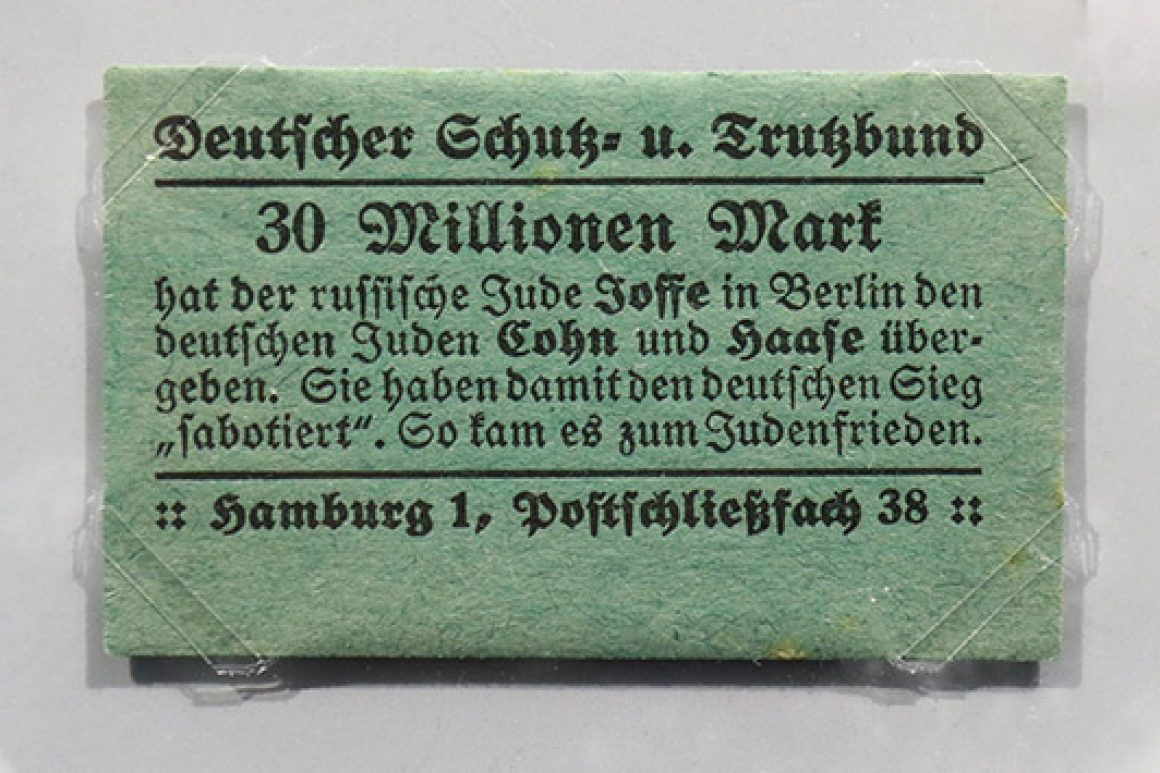 Deutscher Schutz- u. Trutzbund
30 Millionen Mark
hat der russische Jude Joffe in Berlin den
deutschen Juden Cohn und Haase über-
geben. Sie haben damit den deutschen Sieg
„sabotiert“. So kam es zum Judenfrieden.
:: Hamburg 1, Postschließfach 38 ::